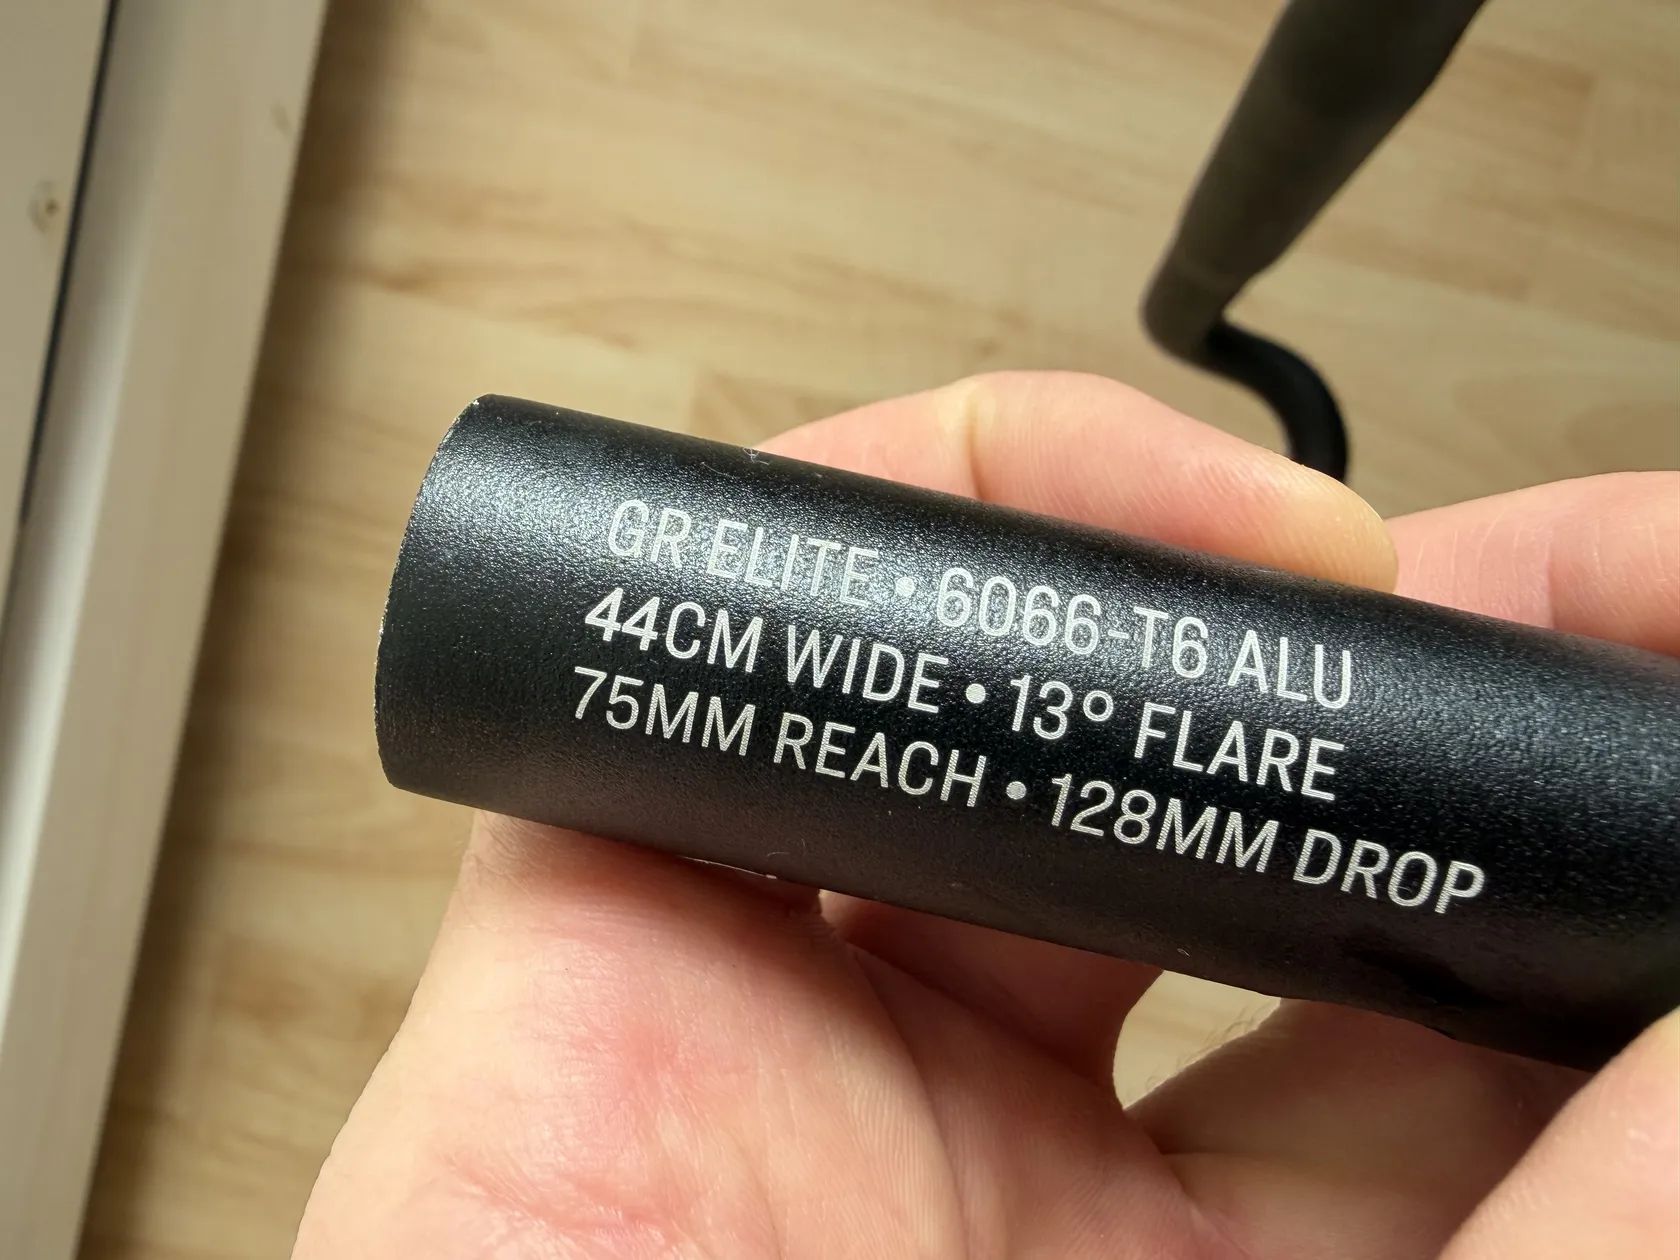 GR ELITE • 6066-T6 ALU
44CM WIDE • 13° FLARE
75MM REACH • 128MM DROP